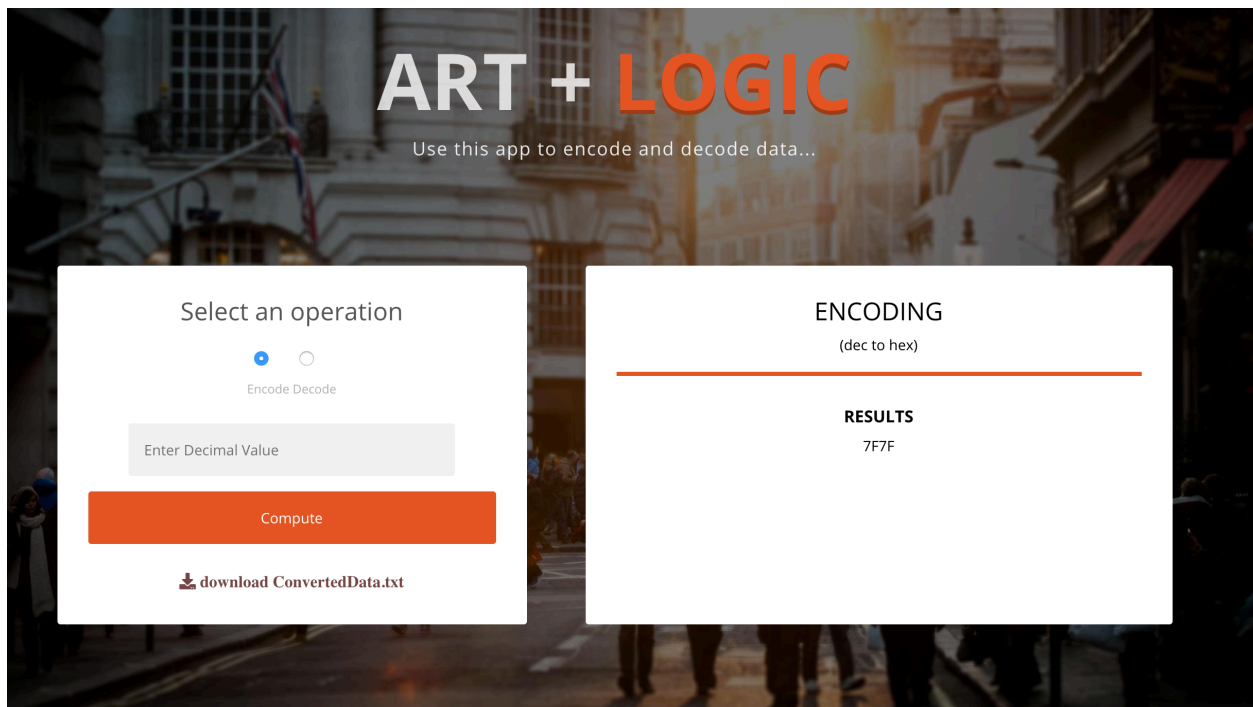 ART + LOGIC
Use this app to encode and decode data...
Select an operation
Encode Decode
Enter Decimal Value
Compute
download ConvertedData.txt
ENCODING
(dec to hex)
RESULTS
7F7F